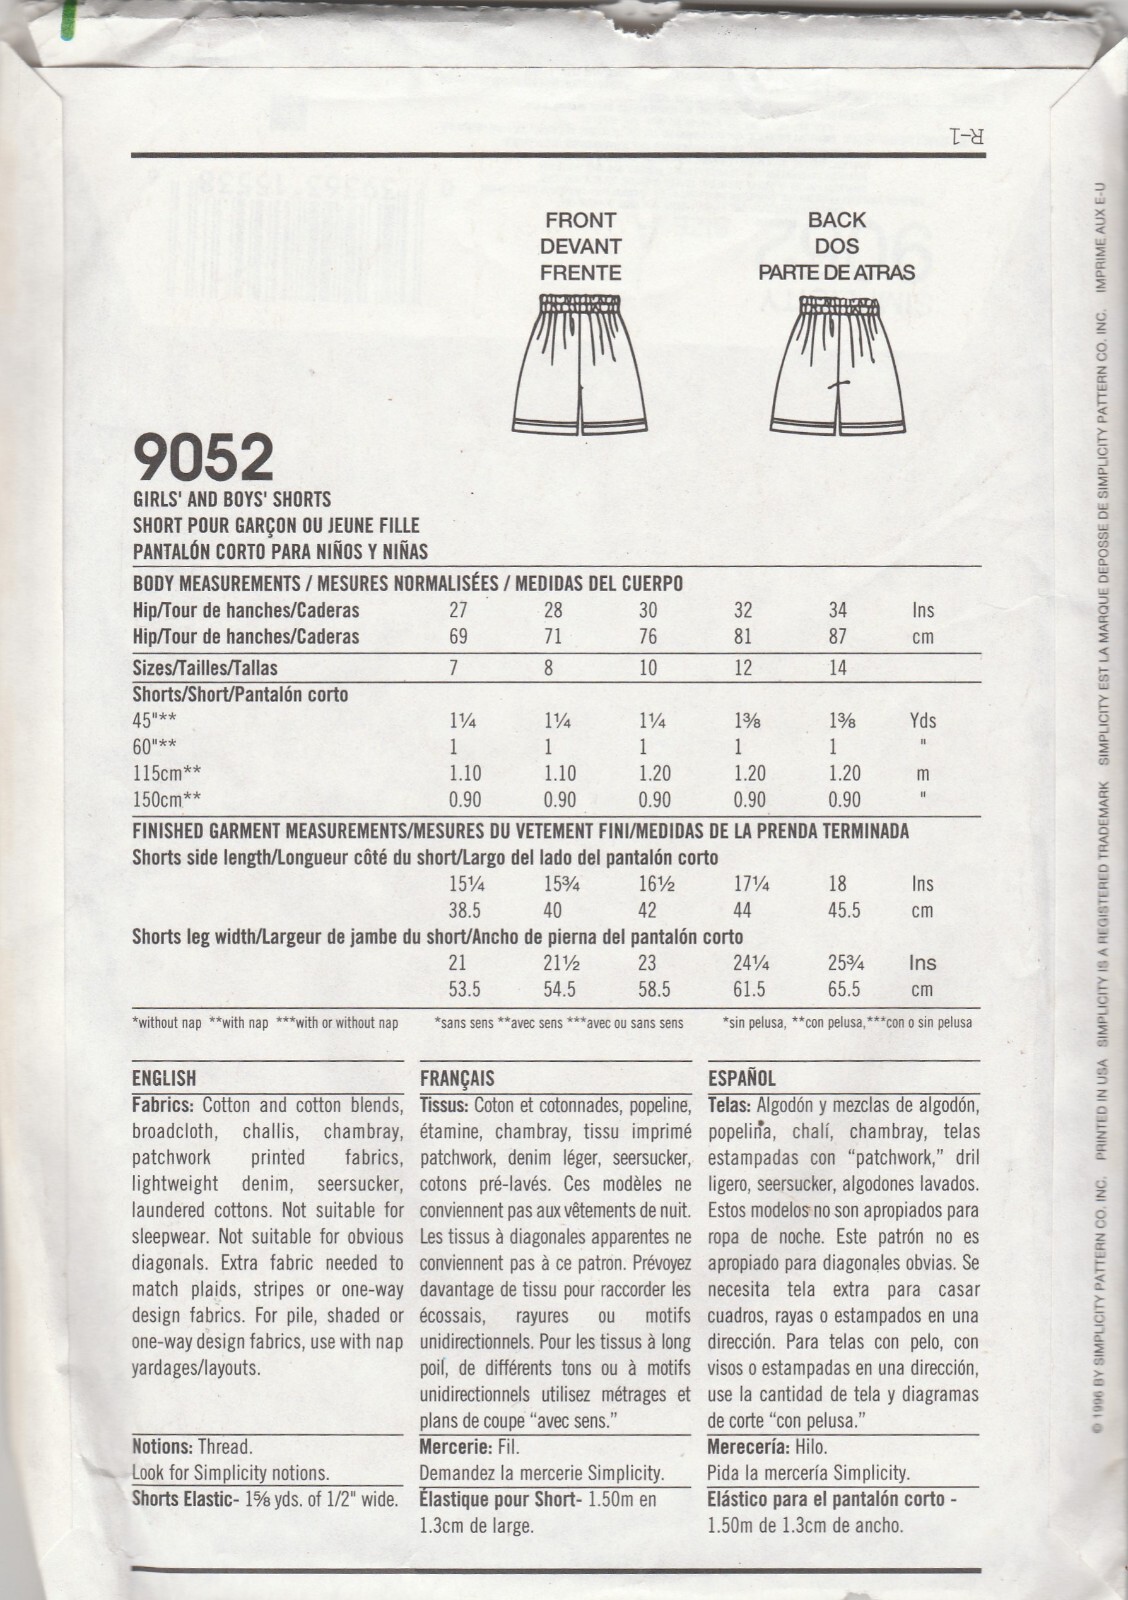 R-1
FRONT
DEVANT
FRENTE
BACK
DOS
PARTE DE ATRAS
9052
GIRLS' AND BOYS' SHORTS
SHORT POUR GARÇON OU JEUNE FILLE
PANTALÓN CORTO PARA NIÑOS Y NIÑAS
BODY MEASUREMENTS / MESURES NORMALISÉES / MEDIDAS DEL CUERPO
Hip/Tour de hanches/Caderas 27 28 30 32 34 Ins
Hip/Tour de hanches/Caderas 69 71 76 81 87 cm
Sizes/Tailles/Tallas 7 8 10 12 14
Shorts/Short/Pantalón corto
45"** 1¼ 1¼ 1¼ 1⅜ 1⅜ Yds
60"** 1 1 1 1 1 "
115cm** 1.10 1.10 1.20 1.20 1.20 m
150cm** 0.90 0.90 0.90 0.90 0.90 "
FINISHED GARMENT MEASUREMENTS/MESURES DU VETEMENT FINI/MEDIDAS DE LA PRENDA TERMINADA
Shorts side length/Longueur côté du short/Largo del lado del pantalón corto
15¼ 15¾ 16½ 17¼ 18 Ins
38.5 40 42 44 45.5 cm
Shorts leg width/Largeur de jambe du short/Ancho de pierna del pantalón corto
21 21½ 23 24¼ 25¾ Ins
53.5 54.5 58.5 61.5 65.5 cm
*without nap **with nap ***with or without nap *sans sens **avec sens ***avec ou sans sens *sin pelusa, **con pelusa,***con o sin pelusa
ENGLISH
Fabrics: Cotton and cotton blends,
broadcloth, challis, chambray,
patchwork printed fabrics,
lightweight denim, seersucker,
laundered cottons. Not suitable for
sleepwear. Not suitable for obvious
diagonals. Extra fabric needed to
match plaids, stripes or one-way
design fabrics. For pile, shaded or
one-way design fabrics, use with nap
yardages/layouts.
Notions: Thread.
Look for Simplicity notions.
Shorts Elastic- 1⅝ yds. of 1/2" wide.
FRANÇAIS
Tissus: Coton et cotonnades, popeline,
étamine, chambray, tissu imprimé
patchwork, denim léger, seersucker,
cotons pré-lavés. Ces modèles ne
conviennent pas aux vêtements de nuit.
Les tissus à diagonales apparentes ne
conviennent pas à ce patron. Prévoyez
davantage de tissu pour raccorder les
écossais, rayures ou motifs
unidirectionnels. Pour les tissus à long
poil, de différents tons ou à motifs
unidirectionnels utilisez métrages et
plans de coupe “avec sens.”
Mercerie: Fil.
Demandez la mercerie Simplicity.
Élastique pour Short- 1.50m en
1.3cm de large.
ESPAÑOL
Telas: Algodón y mezclas de algodón,
popelina, chalí, chambray, telas
estampadas con “patchwork,” dril
ligero, seersucker, algodones lavados.
Estos modelos no son apropiados para
ropa de noche. Este patrón no es
apropiado para diagonales obvias. Se
necesita tela extra para casar
cuadros, rayas o estampados en una
dirección. Para telas con pelo, con
visos o estampadas en una dirección,
use la cantidad de tela y diagramas
de corte “con pelusa.”
Merecería: Hilo.
Pida la mercería Simplicity.
Elástico para el pantalón corto -
1.50m de 1.3cm de ancho.
© 1996 BY SIMPLICITY PATTERN CO. INC. PRINTED IN USA SIMPLICITY IS A REGISTERED TRADEMARK SIMPLICITY EST LA MARQUE DEPOSSE DE SIMPLICITY PATTERN CO. INC. IMPRIME AUX E-U